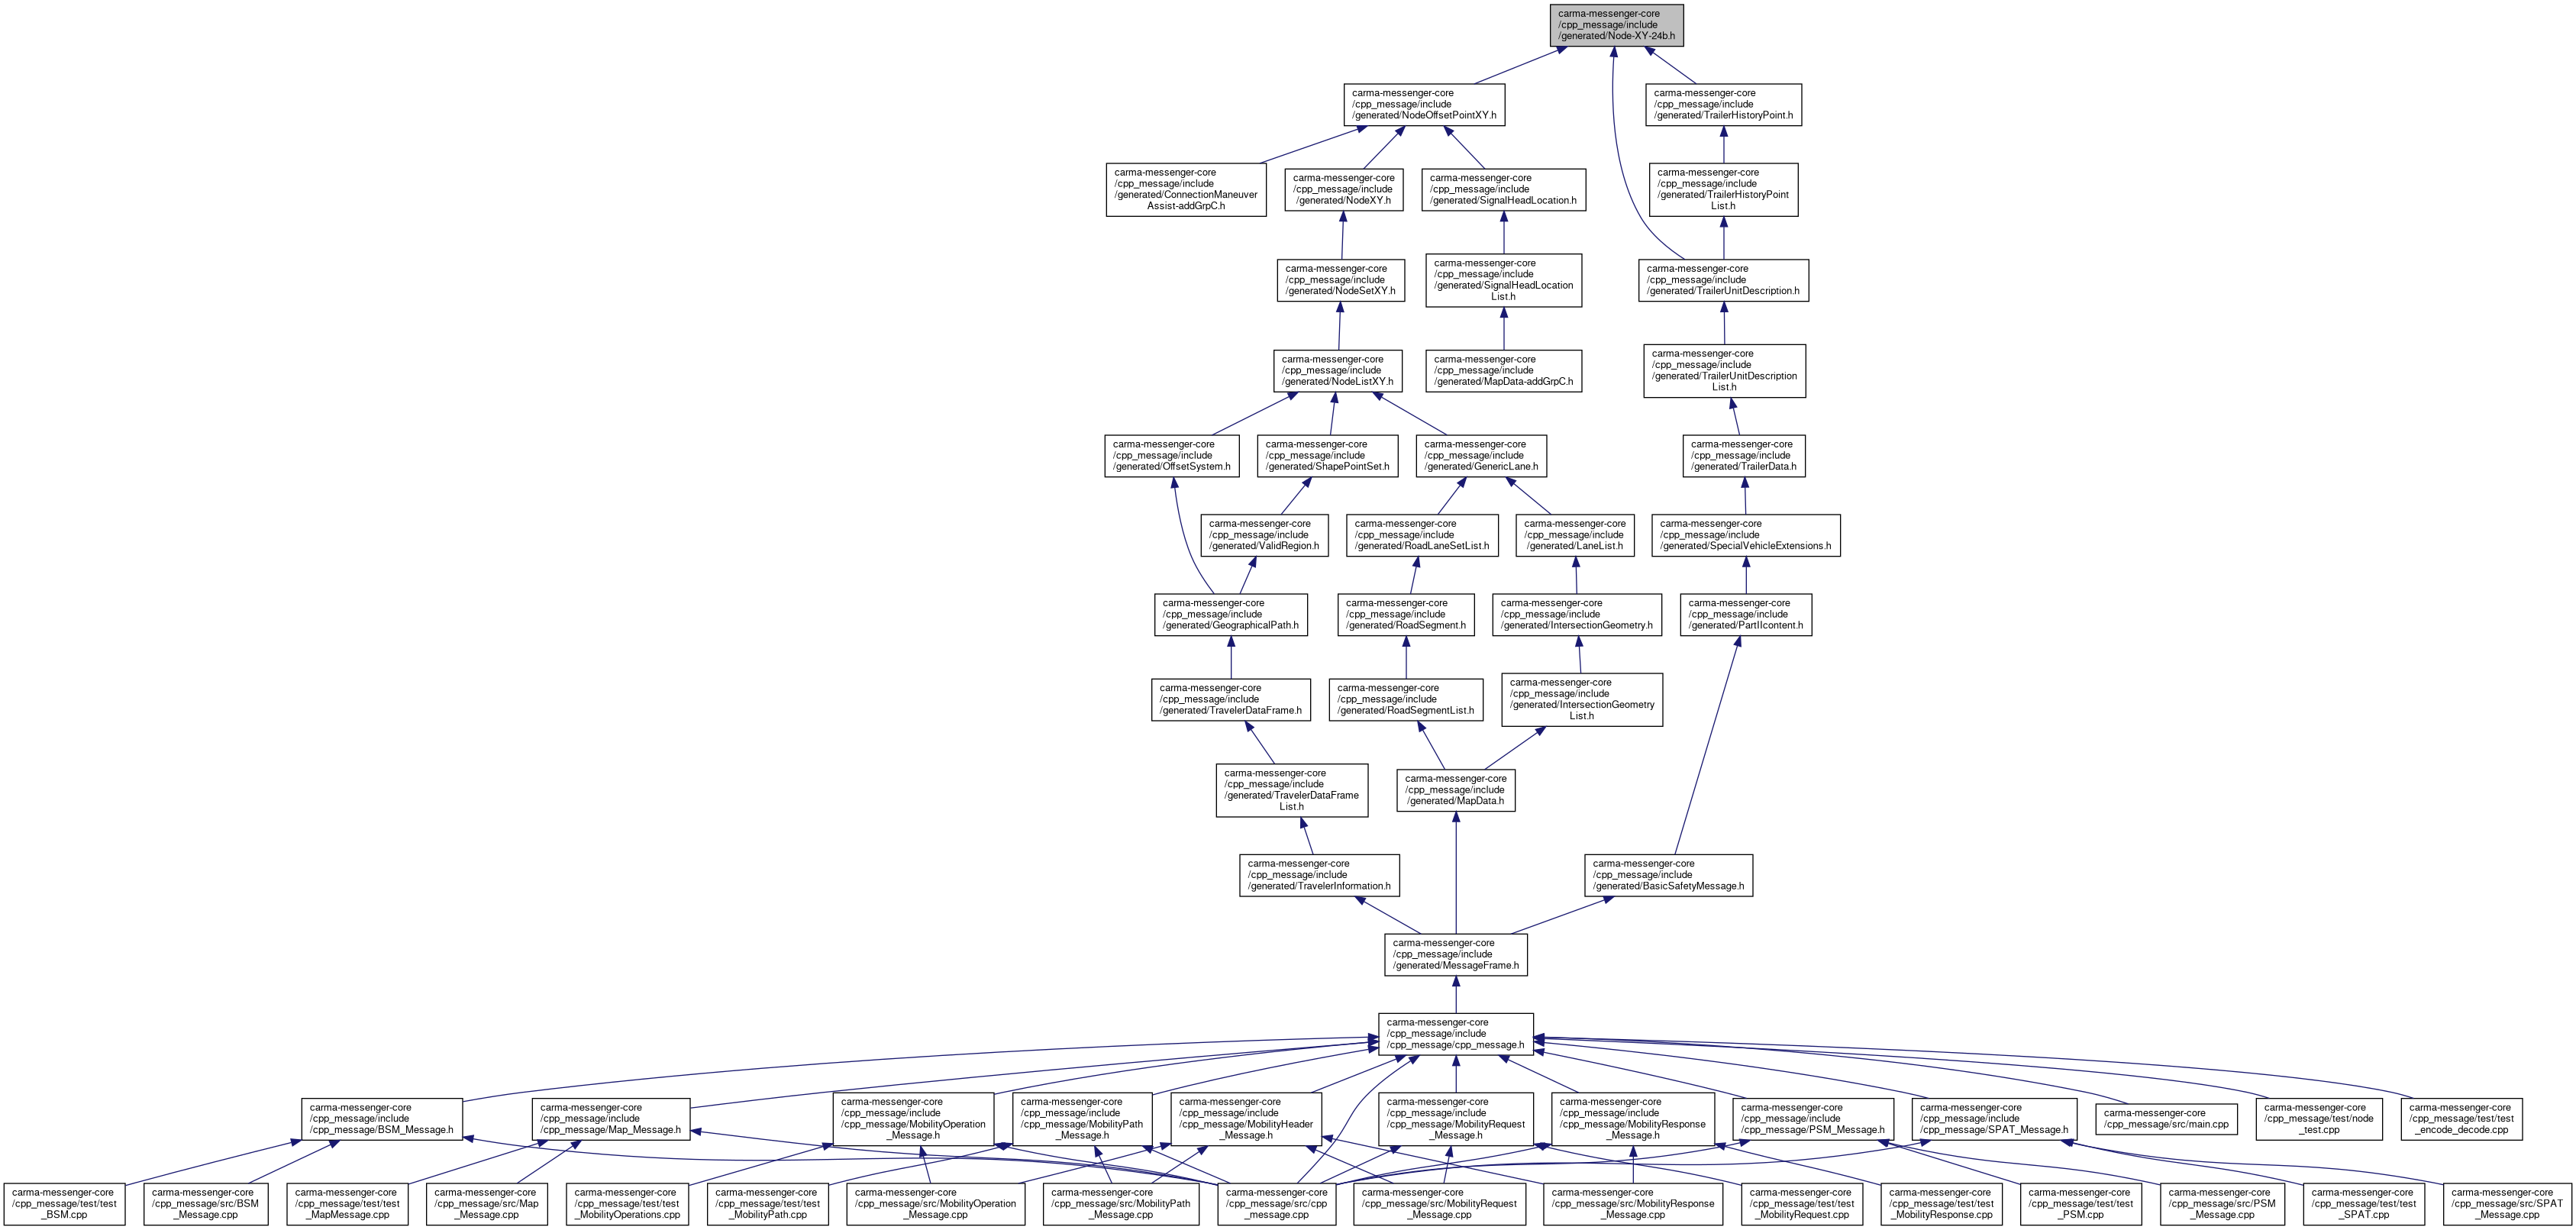 carma-messenger-core
/cpp_message/include
/generated/Node-XY-24b.h
carma-messenger-core
/cpp_message/include
/generated/NodeOffsetPointXY.h
carma-messenger-core
/cpp_message/include
/generated/TrailerHistoryPoint.h
carma-messenger-core
/cpp_message/include
/generated/ConnectionManeuver
Assist-addGrpC.h
carma-messenger-core
/cpp_message/include
/generated/NodeXY.h
carma-messenger-core
/cpp_message/include
/generated/SignalHeadLocation.h
carma-messenger-core
/cpp_message/include
/generated/TrailerHistoryPoint
List.h
carma-messenger-core
/cpp_message/include
/generated/NodeSetXY.h
carma-messenger-core
/cpp_message/include
/generated/SignalHeadLocation
List.h
carma-messenger-core
/cpp_message/include
/generated/TrailerUnitDescription.h
carma-messenger-core
/cpp_message/include
/generated/NodeListXY.h
carma-messenger-core
/cpp_message/include
/generated/MapData-addGrpC.h
carma-messenger-core
/cpp_message/include
/generated/TrailerUnitDescription
List.h
carma-messenger-core
/cpp_message/include
/generated/OffsetSystem.h
carma-messenger-core
/cpp_message/include
/generated/ShapePointSet.h
carma-messenger-core
/cpp_message/include
/generated/GenericLane.h
carma-messenger-core
/cpp_message/include
/generated/TrailerData.h
carma-messenger-core
/cpp_message/include
/generated/ValidRegion.h
carma-messenger-core
/cpp_message/include
/generated/RoadLaneSetList.h
carma-messenger-core
/cpp_message/include
/generated/LaneList.h
carma-messenger-core
/cpp_message/include
/generated/SpecialVehicleExtensions.h
carma-messenger-core
/cpp_message/include
/generated/GeographicalPath.h
carma-messenger-core
/cpp_message/include
/generated/RoadSegment.h
carma-messenger-core
/cpp_message/include
/generated/IntersectionGeometry.h
carma-messenger-core
/cpp_message/include
/generated/PartIIcontent.h
carma-messenger-core
/cpp_message/include
/generated/TravelerDataFrame.h
carma-messenger-core
/cpp_message/include
/generated/RoadSegmentList.h
carma-messenger-core
/cpp_message/include
/generated/IntersectionGeometry
List.h
carma-messenger-core
/cpp_message/include
/generated/TravelerDataFrame
List.h
carma-messenger-core
/cpp_message/include
/generated/MapData.h
carma-messenger-core
/cpp_message/include
/generated/TravelerInformation.h
carma-messenger-core
/cpp_message/include
/generated/BasicSafetyMessage.h
carma-messenger-core
/cpp_message/include
/generated/MessageFrame.h
carma-messenger-core
/cpp_message/include
/cpp_message/cpp_message.h
carma-messenger-core
/cpp_message/include
/cpp_message/BSM_Message.h
carma-messenger-core
/cpp_message/include
/cpp_message/Map_Message.h
carma-messenger-core
/cpp_message/include
/cpp_message/MobilityOperation
_Message.h
carma-messenger-core
/cpp_message/include
/cpp_message/MobilityPath
_Message.h
carma-messenger-core
/cpp_message/include
/cpp_message/MobilityHeader
_Message.h
carma-messenger-core
/cpp_message/include
/cpp_message/MobilityRequest
_Message.h
carma-messenger-core
/cpp_message/include
/cpp_message/MobilityResponse
_Message.h
carma-messenger-core
/cpp_message/include
/cpp_message/PSM_Message.h
carma-messenger-core
/cpp_message/include
/cpp_message/SPAT_Message.h
carma-messenger-core
/cpp_message/src/main.cpp
carma-messenger-core
/cpp_message/test/node
_test.cpp
carma-messenger-core
/cpp_message/test/test
_encode_decode.cpp
carma-messenger-core
/cpp_message/test/test
_BSM.cpp
carma-messenger-core
/cpp_message/src/BSM
_Message.cpp
carma-messenger-core
/cpp_message/test/test
_MapMessage.cpp
carma-messenger-core
/cpp_message/src/Map
_Message.cpp
carma-messenger-core
/cpp_message/test/test
_MobilityOperations.cpp
carma-messenger-core
/cpp_message/test/test
_MobilityPath.cpp
carma-messenger-core
/cpp_message/src/MobilityOperation
_Message.cpp
carma-messenger-core
/cpp_message/src/MobilityPath
_Message.cpp
carma-messenger-core
/cpp_message/src/cpp
_message.cpp
carma-messenger-core
/cpp_message/src/MobilityRequest
_Message.cpp
carma-messenger-core
/cpp_message/src/MobilityResponse
_Message.cpp
carma-messenger-core
/cpp_message/test/test
_MobilityRequest.cpp
carma-messenger-core
/cpp_message/test/test
_MobilityResponse.cpp
carma-messenger-core
/cpp_message/test/test
_PSM.cpp
carma-messenger-core
/cpp_message/src/PSM
_Message.cpp
carma-messenger-core
/cpp_message/test/test
_SPAT.cpp
carma-messenger-core
/cpp_message/src/SPAT
_Message.cpp